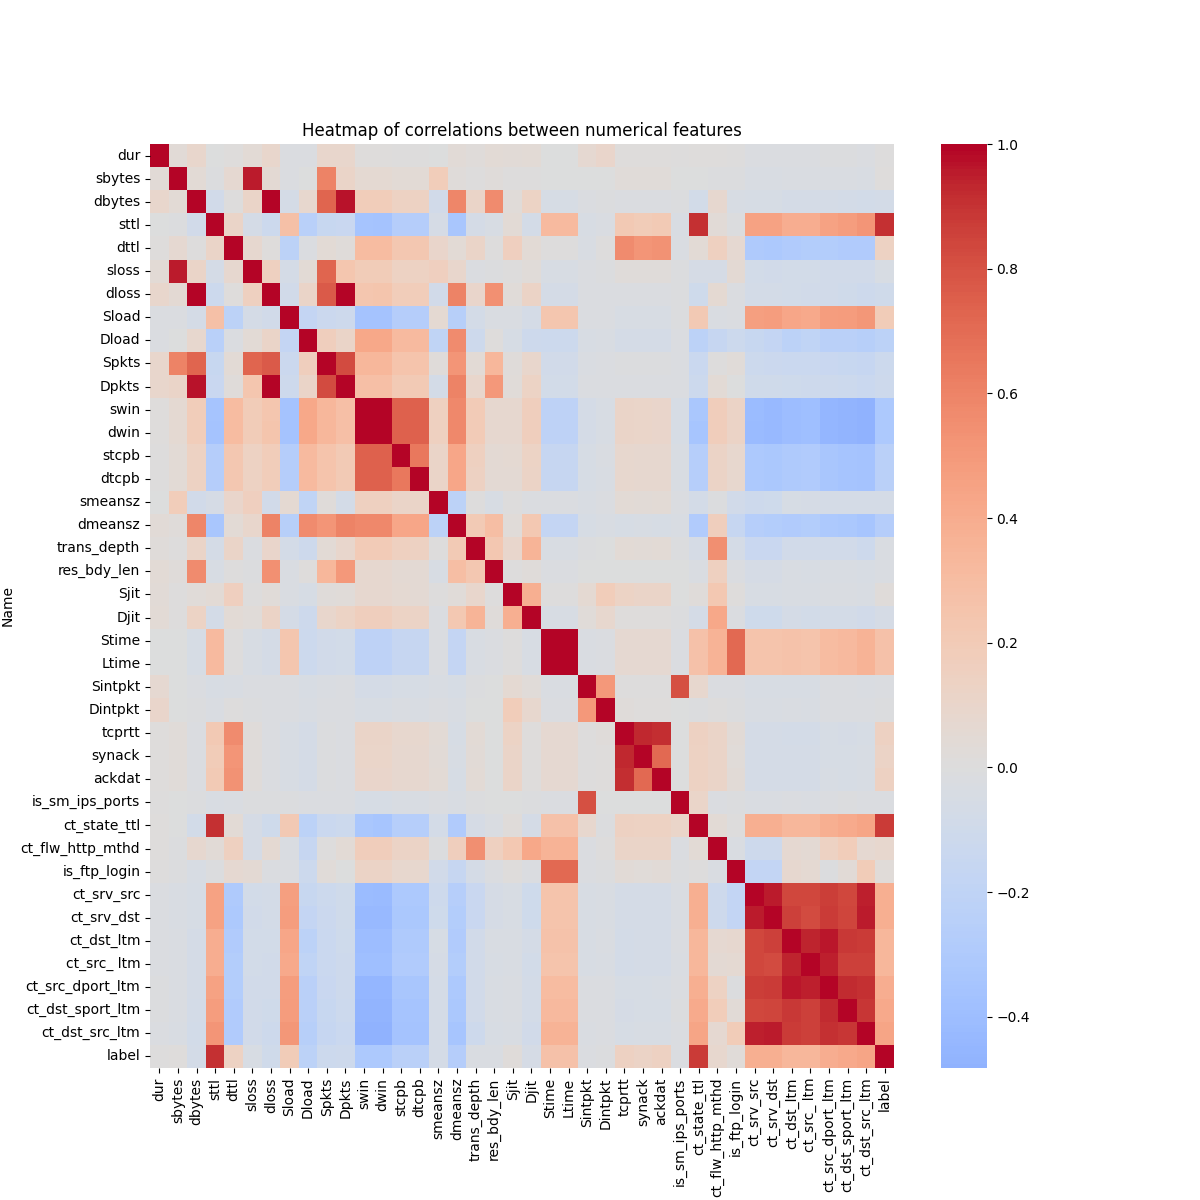 Heatmap of correlations between numerical features
Name
dur
sbytes
dbytes
sttl
dttl
sloss
dloss
Sload
Dload
Spkts
Dpkts
swin
dwin
stcpb
dtcpb
smeansz
dmeansz
trans_depth
res_bdy_len
Sjit
Djit
Stime
Ltime
Sintpkt
Dintpkt
tcprtt
synack
ackdat
is_sm_ips_ports
ct_state_ttl
ct_flw_http_mthd
is_ftp_login
ct_srv_src
ct_srv_dst
ct_dst_ltm
ct_src_ ltm
ct_src_dport_ltm
ct_dst_sport_ltm
ct_dst_src_ltm
label
dur
sbytes
dbytes
sttl
dttl
sloss
dloss
Sload
Dload
Spkts
Dpkts
swin
dwin
stcpb
dtcpb
smeansz
dmeansz
trans_depth
res_bdy_len
Sjit
Djit
Stime
Ltime
Sintpkt
Dintpkt
tcprtt
synack
ackdat
is_sm_ips_ports
ct_state_ttl
ct_flw_http_mthd
is_ftp_login
ct_srv_src
ct_srv_dst
ct_dst_ltm
ct_src_ ltm
ct_src_dport_ltm
ct_dst_sport_ltm
ct_dst_src_ltm
label
1.0
0.8
0.6
0.4
0.2
0.0
−0.2
−0.4